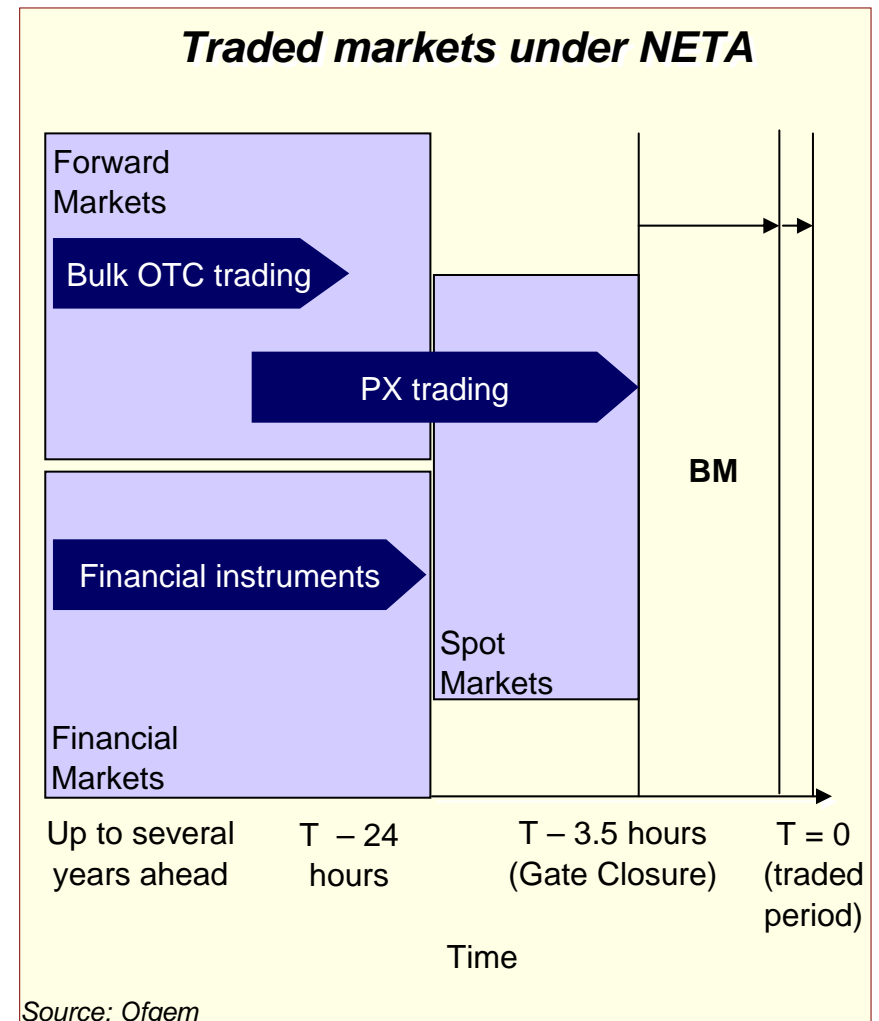 Traded markets under NETA
Forward
Markets
Bulk OTC trading
PX trading
BM
Financial instruments
Spot
Markets
Financial
Markets
Up to several
years ahead
T – 24
hours
T – 3.5 hours
(Gate Closure)
T = 0
(traded
period)
Time
Source: Ofgem